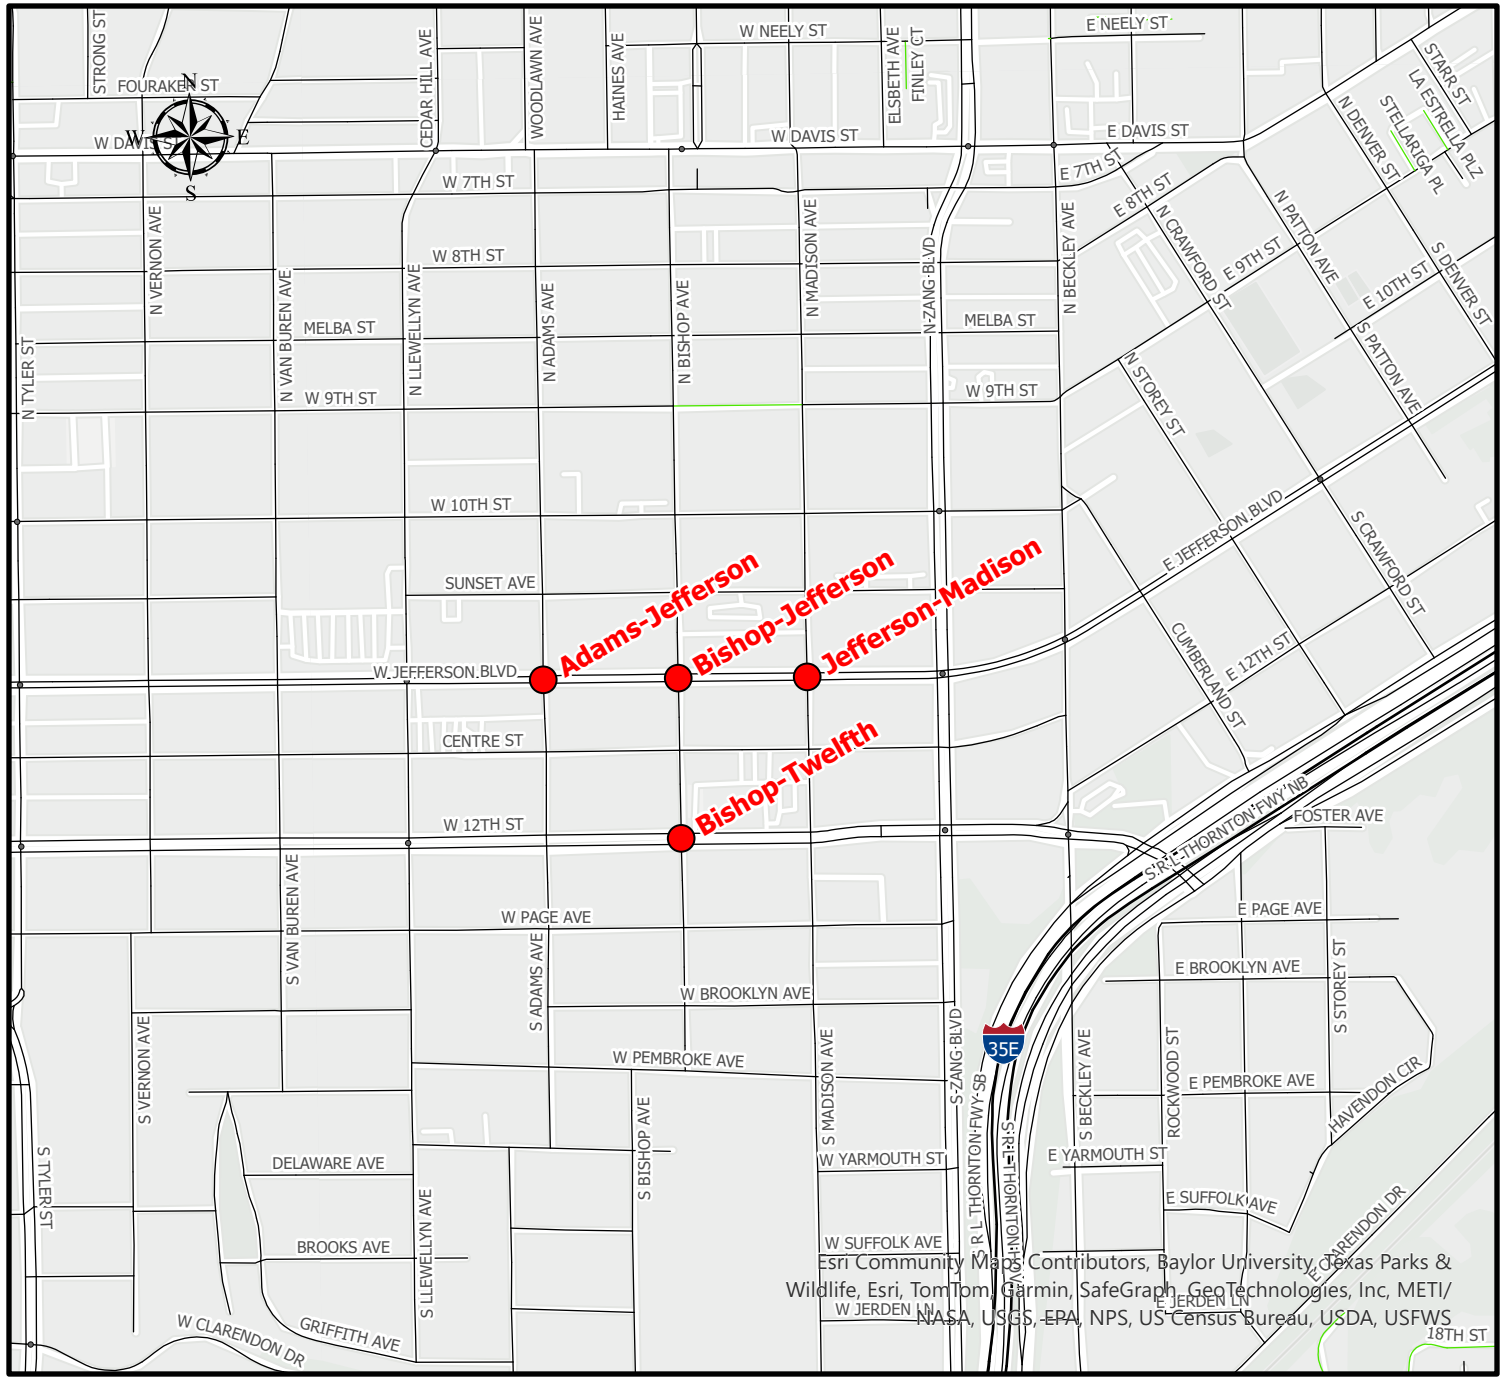 STRONG ST
W NEELY ST
E NEELY ST
CEDAR HILL AVE
WOODLAWN AVE
HAINES AVE
ELSBETH AVE
FINLEY CT
STARR ST
LA ESTRELLA PLZ
STELLARIGA PL
N DENVER ST
FOURAKER ST
N
W
E
S
W DAVIS ST
W DAVIS ST
E DAVIS ST
E 7TH ST
W 7TH ST
E 8TH ST
N VERNON AVE
N MADISON AVE
N BECKLEY AVE
N CRAWFORD ST
N PATTON AVE
E 9TH ST
S DENVER ST
W 8TH ST
N ZANG BLVD
E 10TH ST
N VAN BUREN AVE
N LLEWELLYN AVE
N ADAMS AVE
N BISHOP AVE
MELBA ST
MELBA ST
N TYLER ST
S PATTON AVE
N STOREY ST
W 9TH ST
W 9TH ST
W 10TH ST
E JEFFERSON BLVD
S CRAWFORD ST
SUNSET AVE
Adams-Jefferson
Bishop-Jefferson
Jefferson-Madison
W JEFFERSON BLVD
CUMBERLAND ST
E 12TH ST
CENTRE ST
Bishop-Twelfth
W 12TH ST
S R L THORNTON FWY NB
FOSTER AVE
S VAN BUREN AVE
W PAGE AVE
E PAGE AVE
S ADAMS AVE
W BROOKLYN AVE
E BROOKLYN AVE
S STOREY ST
S VERNON AVE
S ZANG BLVD
35E
W PEMBROKE AVE
S MADISON AVE
S BECKLEY AVE
ROCKWOOD ST
E PEMBROKE AVE
HAVENDON CIR
S R L THORNTON FWY SB
S BISHOP AVE
S TYLER ST
DELAWARE AVE
W YARMOUTH ST
E YARMOUTH ST
S LLEWELLYN AVE
E SUFFOLK AVE
E CLARENDON DR
BROOKS AVE
W SUFFOLK AVE
W CLARENDON DR
GRIFFITH AVE
W JERDEN LN
E JERDEN LN
18TH ST
Esri Community Maps Contributors, Baylor University, Texas Parks &
Wildlife, Esri, TomTom, Garmin, SafeGraph, GeoTechnologies, Inc, METI/
NASA, USGS, EPA, NPS, US Census Bureau, USDA, USFWS